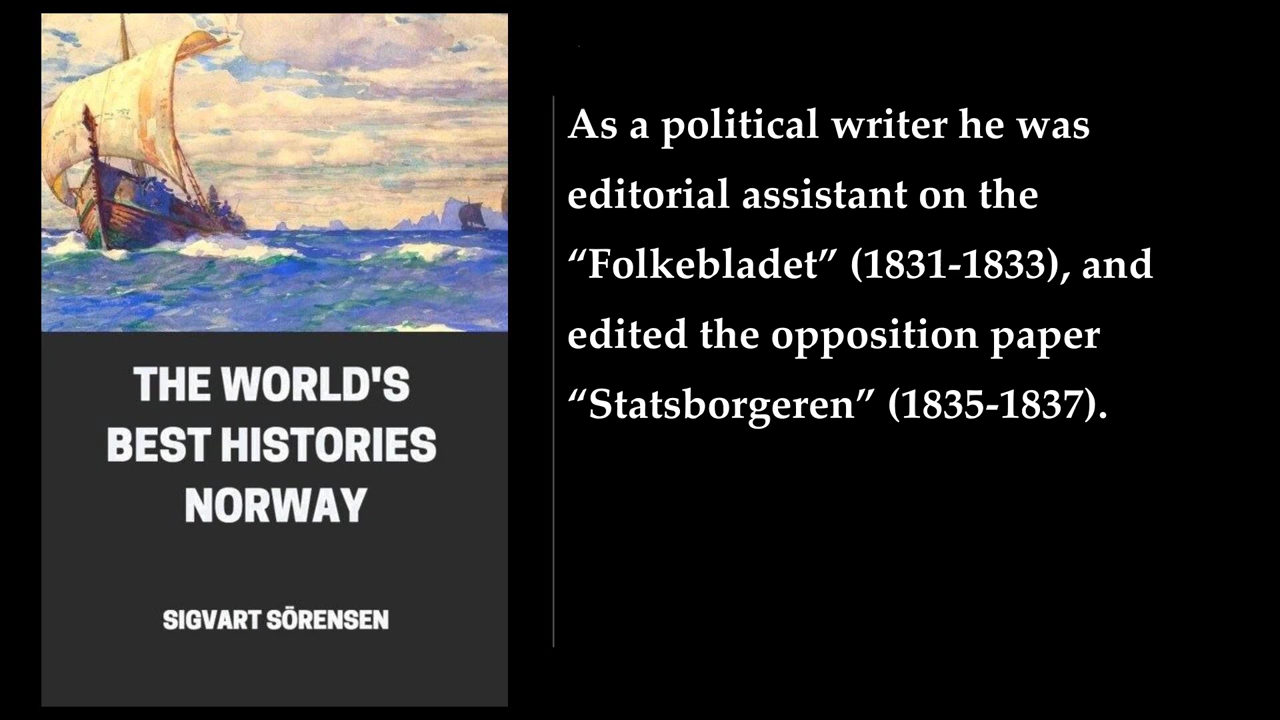 THE WORLD'S
BEST HISTORIES
NORWAY
SIGVART SÖRENSEN
As a political writer he was
editorial assistant on the
“Folkebladet” (1831-1833), and
edited the opposition paper
“Statsborgeren” (1835-1837).